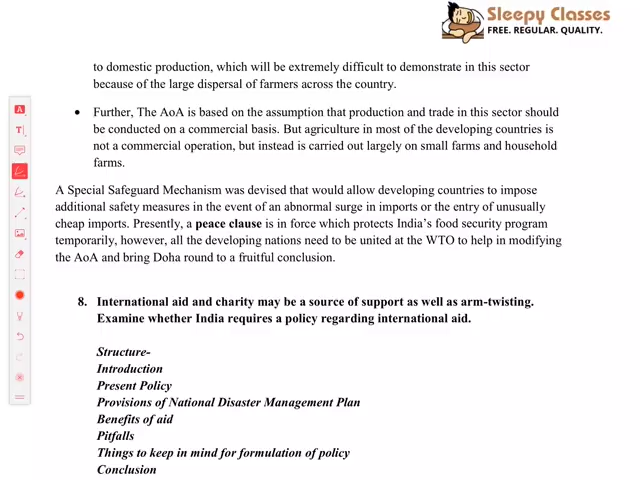 Sleepy Classes
FREE. REGULAR. QUALITY.
to domestic production, which will be extremely difficult to demonstrate in this sector
because of the large dispersal of farmers across the country.
• Further, The AoA is based on the assumption that production and trade in this sector should
be conducted on a commercial basis. But agriculture in most of the developing countries is
not a commercial operation, but instead is carried out largely on small farms and household
farms.
A Special Safeguard Mechanism was devised that would allow developing countries to impose
additional safety measures in the event of an abnormal surge in imports or the entry of unusually
cheap imports. Presently, a peace clause is in force which protects India's food security program
temporarily, however, all the developing nations need to be united at the WTO to help in modifying
the AoA and bring Doha round to a fruitful conclusion.
8. International aid and charity may be a source of support as well as arm-twisting.
Examine whether India requires a policy regarding international aid.
Structure-
Introduction
Present Policy
Provisions of National Disaster Management Plan
Benefits of aid
Pitfalls
Things to keep in mind for formulation of policy
Conclusion